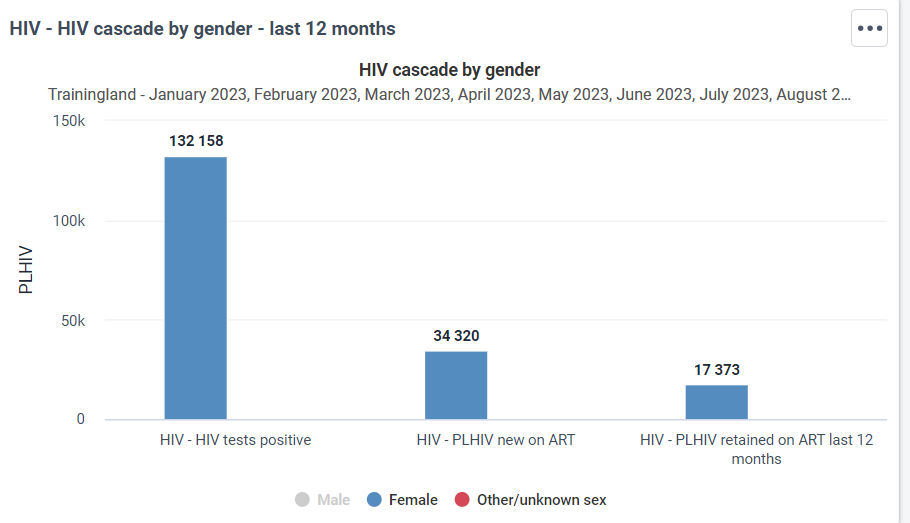 HIV - HIV cascade by gender - last 12 months
HIV cascade by gender
Trainingland - January 2023, February 2023, March 2023, April 2023, May 2023, June 2023, July 2023, August 2...
150k
132 158
100k
PLHIV
50k
34 320
17 373
0
HIV - HIV tests positive
HIV - PLHIV new on ART
HIV - PLHIV retained on ART last 12
months
Male
Female
Other/unknown sex